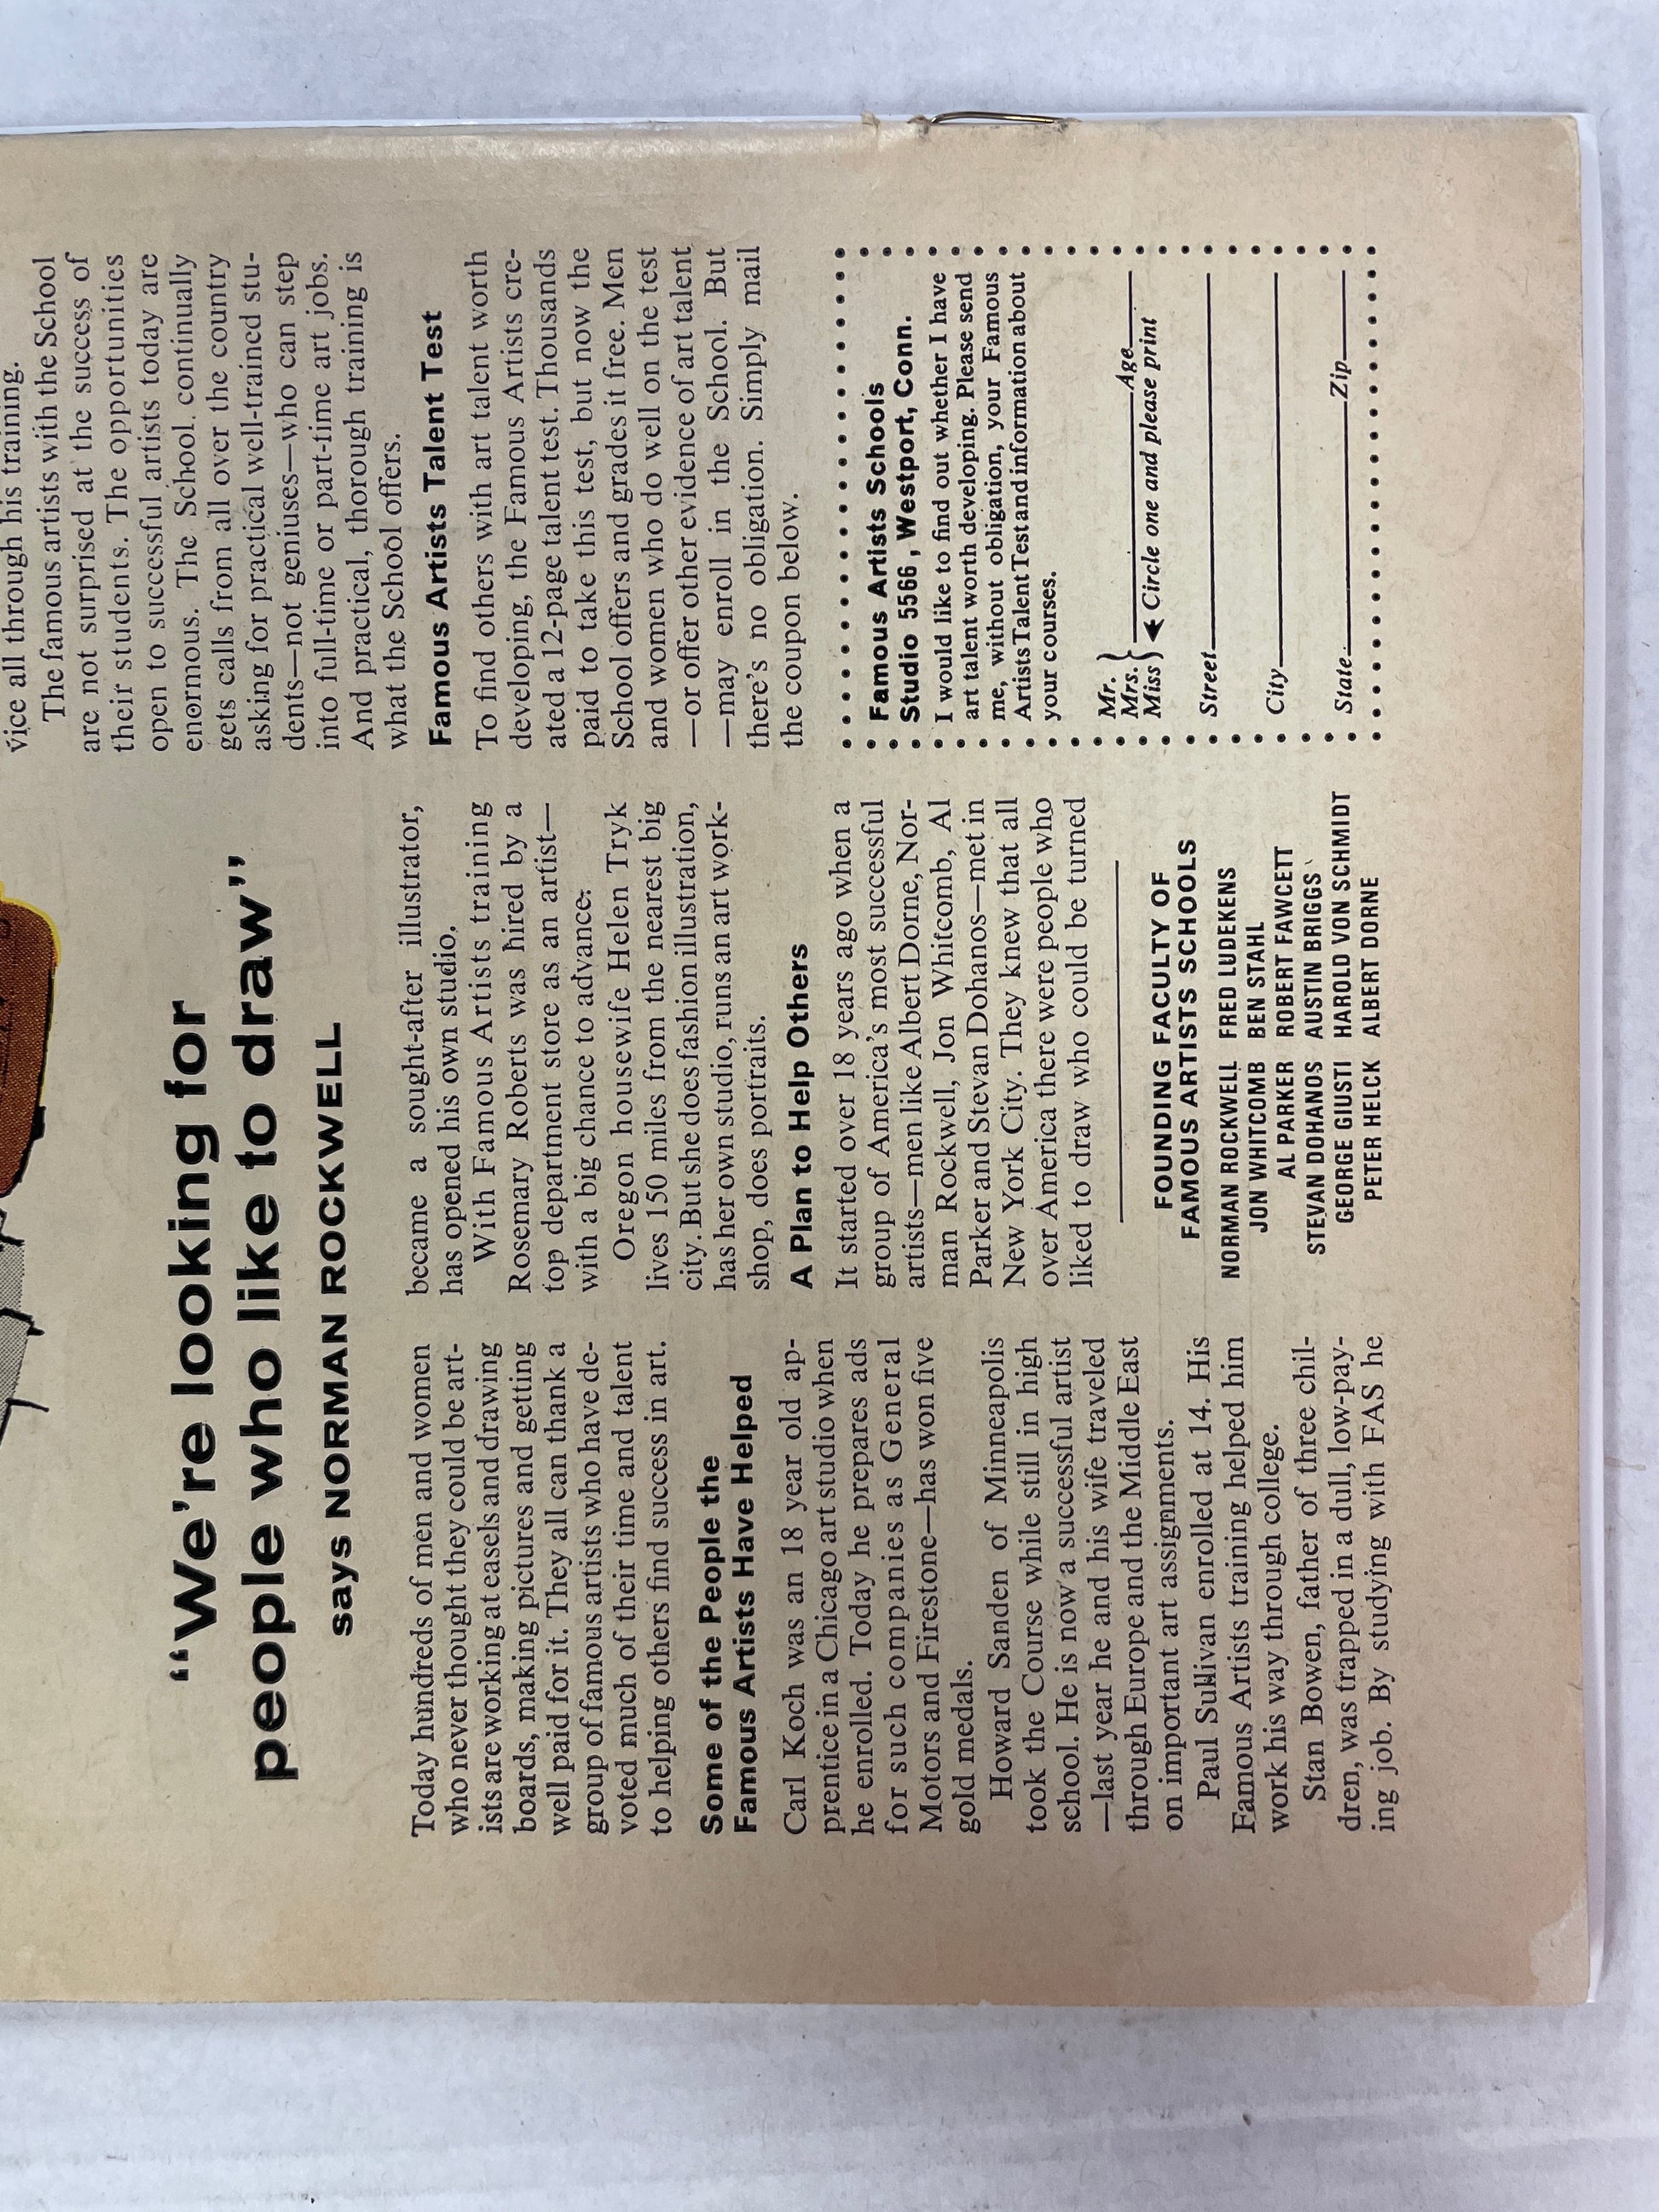 "We're looking for
people who like to draw"
says NORMAN ROCKWELL
Today hundreds of men and women
who never thought they could be art-
ists are working at easels and drawing
boards, making pictures and getting
well paid for it. They all can thank a
group of famous artists who have de-
voted much of their time and talent
to helping others find success in art.
Some of the People the
Famous Artists Have Helped
Carl Koch was an 18 year old ap-
prentice in a Chicago art studio when
he enrolled. Today he prepares ads
for such companies as General
Motors and Firestone—has won five
gold medals.
Howard Sanden of Minneapolis
took the Course while still in high
school. He is now a successful artist
—last year he and his wife traveled
through Europe and the Middle East
on important art assignments.
Paul Sullivan enrolled at 14. His
Famous Artists training helped him
work his way through college.
Stan Bowen, father of three chil-
dren, was trapped in a dull, low-pay-
ing job. By studying with FAS he
became a sought-after illustrator,
has opened his own studio.
With Famous Artists training
Rosemary Roberts was hired by a
top department store as an artist—
with a big chance to advance.
Oregon housewife Helen Tryk
lives 150 miles from the nearest big
city. But she does fashion illustration,
has her own studio, runs an art work-
shop, does portraits.
A Plan to Help Others
It started over 18 years ago when a
group of America's most successful
artists—men like Albert Dorne, Nor-
man Rockwell, Jon Whitcomb, Al
Parker and Stevan Dohanos—met in
New York City. They knew that all
over America there were people who
liked to draw who could be turned
FOUNDING FACULTY OF
FAMOUS ARTISTS SCHOOLS
NORMAN ROCKWELL FRED LUDEKENS
JON WHITCOMB BEN STAHL
AL PARKER ROBERT FAWCETT
STEVAN DOHANOS AUSTIN BRIGGS
GEORGE GIUSTI HAROLD VON SCHMIDT
PETER HELCK ALBERT DORNE
vice all through his training.
The famous artists with the School
are not surprised at the success of
their students. The opportunities
open to successful artists today are
enormous. The School. continually
gets calls from all over the country
asking for practical well-trained stu-
dents—not geniuses—who can step
into full-time or part-time art jobs.
And practical, thorough training is
what the School offers.
Famous Artists Talent Test
To find others with art talent worth
developing, the Famous Artists cre-
ated a 12-page talent test. Thousands
paid to take this test, but now the
School offers and grades it free. Men
and women who do well on the test
—or offer other evidence of art talent
—may enroll in the School. But
there's no obligation. Simply mail
the coupon below.
Famous Artists Schools
Studio 5566, Westport, Conn.
I would like to find out whether I have
art talent worth developing. Please send
me, without obligation, your Famous
Artists Talent Test and information about
your courses.
Mr.
Mrs. Age
Miss Circle one and please print
Street
City
State Zip